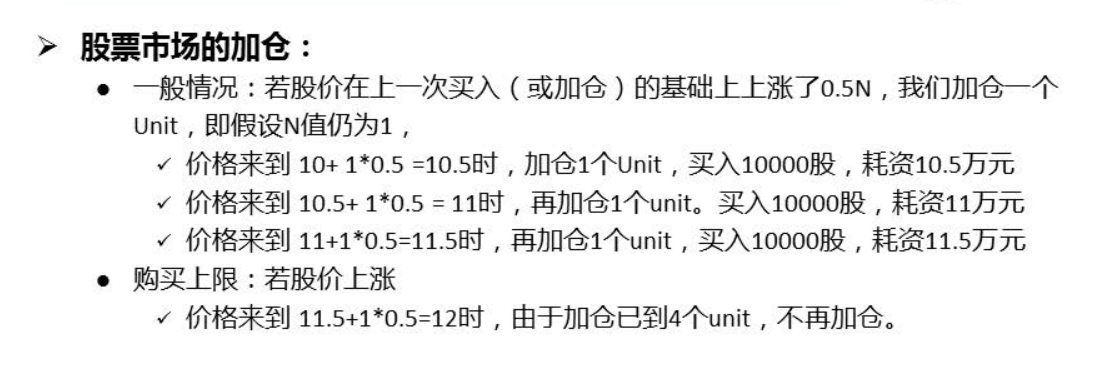 ➢ 股票市场的加仓：
● 一般情况：若股价在上一次买入（或加仓）的基础上上涨了0.5N，我们加仓一个
Unit，即假设N值仍为1，
✓ 价格来到 10+ 1*0.5 =10.5时，加仓1个Unit，买入10000股，耗资10.5万元
✓ 价格来到 10.5+ 1*0.5 = 11时，再加仓1个unit。买入10000股，耗资11万元
✓ 价格来到 11+1*0.5=11.5时，再加仓1个unit，买入10000股，耗资11.5万元
● 购买上限：若股价上涨
✓ 价格来到 11.5+1*0.5=12时，由于加仓已到4个unit，不再加仓。